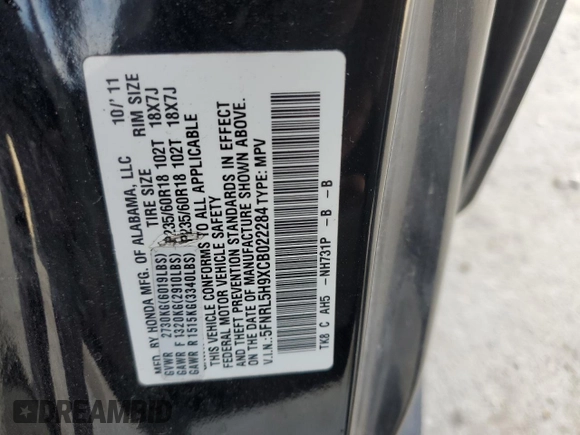 MFD. BY HONDA MFG. OF ALABAMA, LLC 10/'11
TIRE SIZE RIM SIZE
GVWR 2730KG(6019LBS)
GAWR F 1320KG(2910LBS) P235/60R18 102T 18X7J
GAWR R 1515KG(3340LBS) P235/60R18 102T 18X7J
THIS VEHICLE CONFORMS TO ALL APPLICABLE
FEDERAL MOTOR VEHICLE SAFETY
AND THEFT PREVENTION STANDARDS IN EFFECT
ON THE DATE OF MANUFACTURE SHOWN ABOVE.
V.I.N.:5FNRL5H9XCB022284 TYPE: MPV
TK8 C AH5 -NH731P -B -B
DREAMBID